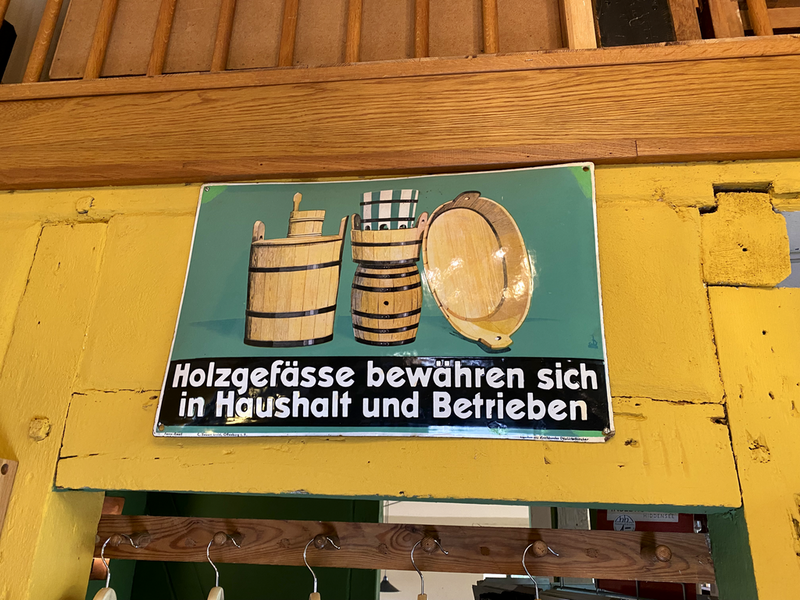 Holzgefässe bewähren sich
in Haushalt und Betrieben